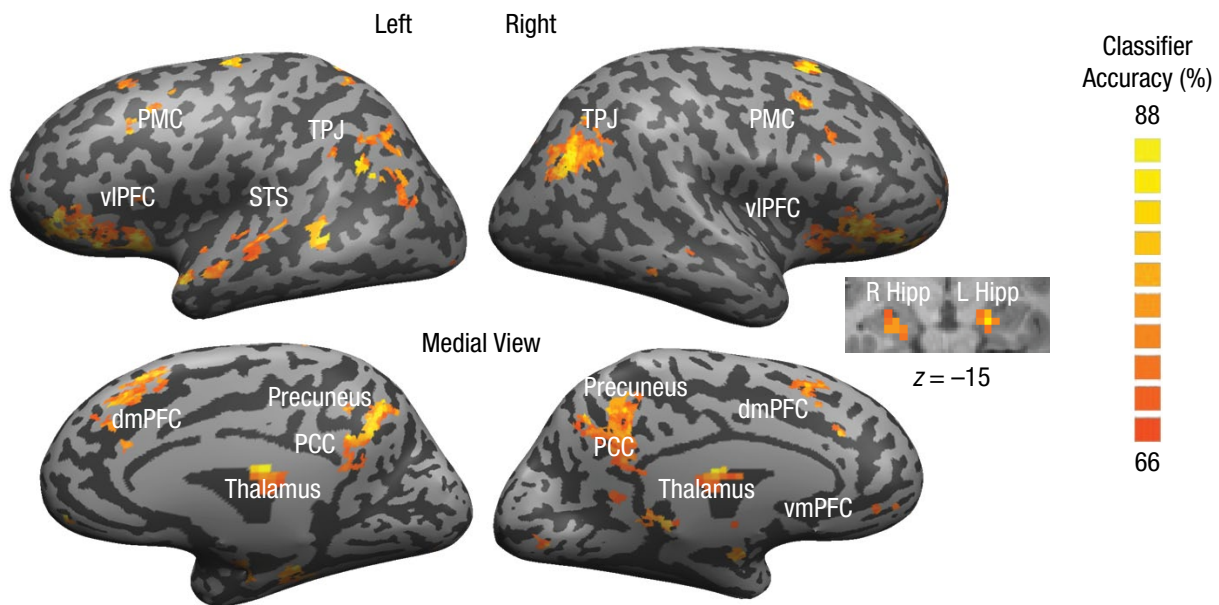 Left
Right
PMC
TPJ
vlPFC
STS
TPJ
PMC
vlPFC
Classifier
Accuracy (%)
88
66
R Hipp
L Hipp
z = –15
Medial View
dmPFC
Precuneus
PCC
Thalamus
Precuneus
PCC
dmPFC
Thalamus
vmPFC